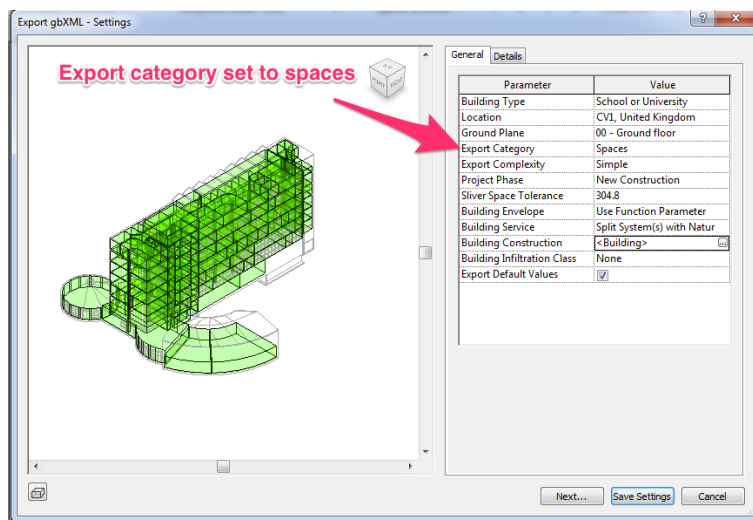 Export gbXML - Settings
Export category set to spaces
General Details
Parameter Value
Building Type School or University
Location CV1, United Kingdom
Ground Plane 00 - Ground floor
Export Category Spaces
Export Complexity Simple
Project Phase New Construction
Sliver Space Tolerance 304.8
Building Envelope Use Function Parameter
Building Service Split System(s) with Natur
Building Construction <Building>
Building Infiltration Class None
Export Default Values
Next... Save Settings Cancel